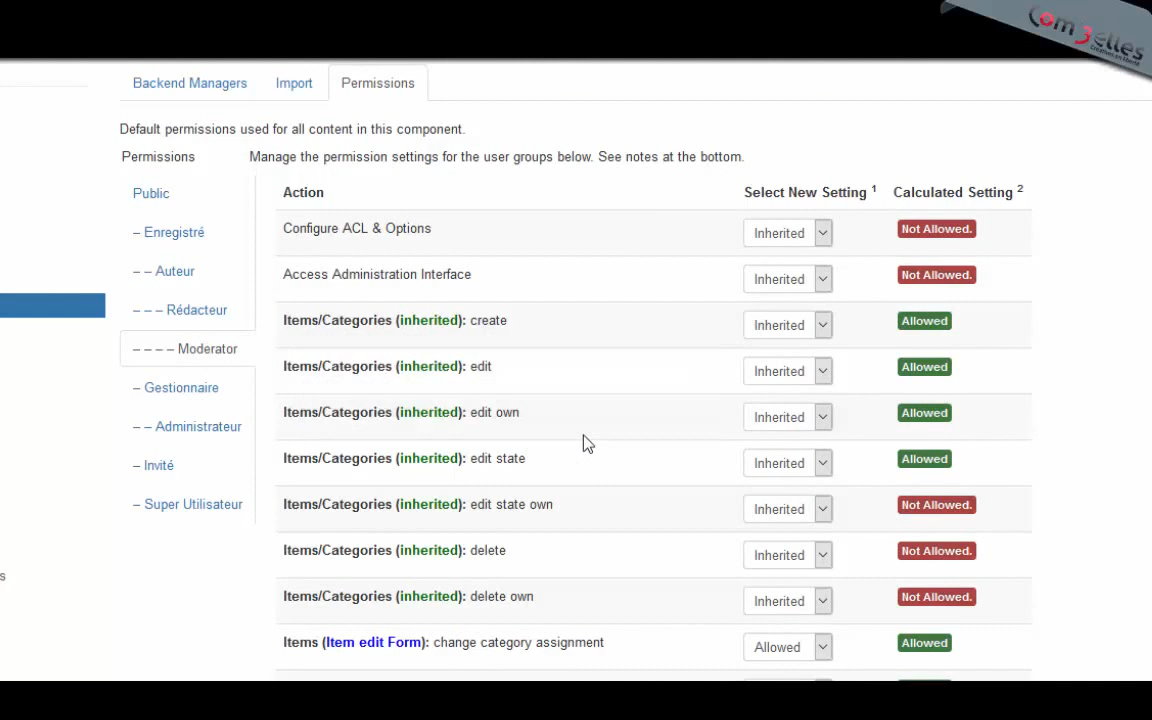 Com3elles
Backend Managers Import Permissions
Default permissions used for all content in this component.
Permissions Manage the permission settings for the user groups below. See notes at the bottom.
Public
– Enregistré
– – Auteur
– – – Rédacteur
– – – – Moderator
– Gestionnaire
– – Administrateur
– Invité
– Super Utilisateur
Action Select New Setting 1 Calculated Setting 2
Configure ACL & Options Inherited Not Allowed.
Access Administration Interface Inherited Not Allowed.
Items/Categories (inherited): create Inherited Allowed
Items/Categories (inherited): edit Inherited Allowed
Items/Categories (inherited): edit own Inherited Allowed
Items/Categories (inherited): edit state Inherited Allowed
Items/Categories (inherited): edit state own Inherited Not Allowed.
Items/Categories (inherited): delete Inherited Not Allowed.
Items/Categories (inherited): delete own Inherited Not Allowed.
Items (Item edit Form): change category assignment Allowed Allowed
s